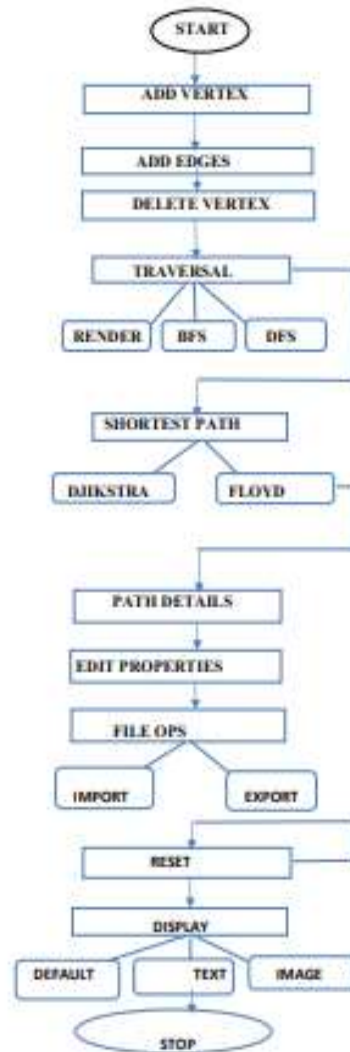 START
ADD VERTEX
ADD EDGES
DELETE VERTEX
TRAVERSAL
RENDER BFS DFS
SHORTEST PATH
DJIKSTRA FLOYD
PATH DETAILS
EDIT PROPERTIES
FILE OPS
IMPORT EXPORT
RESET
DISPLAY
DEFAULT TEXT IMAGE
STOP